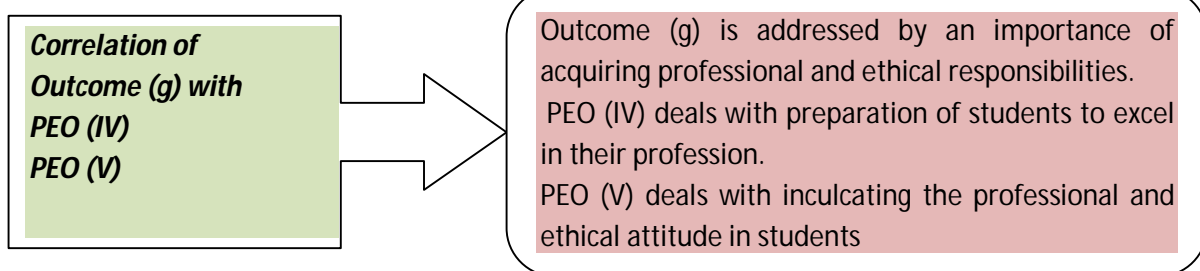 Correlation of
Outcome (g) with
PEO (IV)
PEO (V)
Outcome (g) is addressed by an importance of
acquiring professional and ethical responsibilities.
PEO (IV) deals with preparation of students to excel
in their profession.
PEO (V) deals with inculcating the professional and
ethical attitude in students